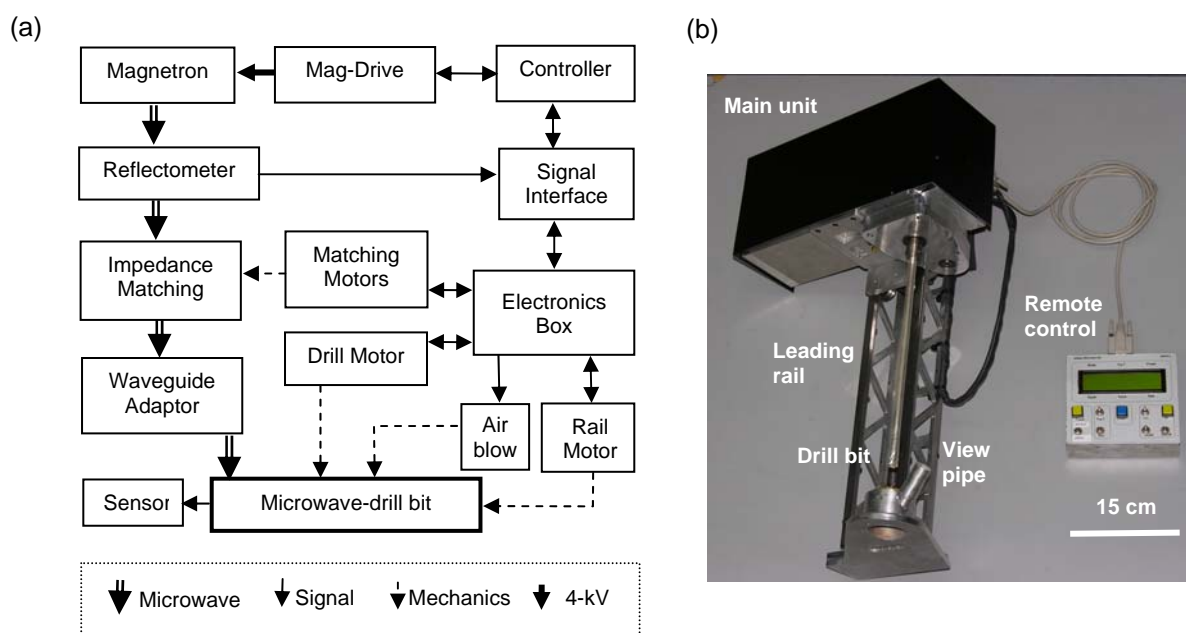 (a)
Magnetron
Mag-Drive
Controller
Reflectometer
Signal
Interface
Impedance
Matching
Matching
Motors
Electronics
Box
Drill Motor
Waveguide
Adaptor
Air
blow
Rail
Motor
Sensor
Microwave-drill bit
Microwave
Signal
Mechanics
4-kV
(b)
Main unit
Remote
control
Leading
rail
Drill bit
View
pipe
15 cm